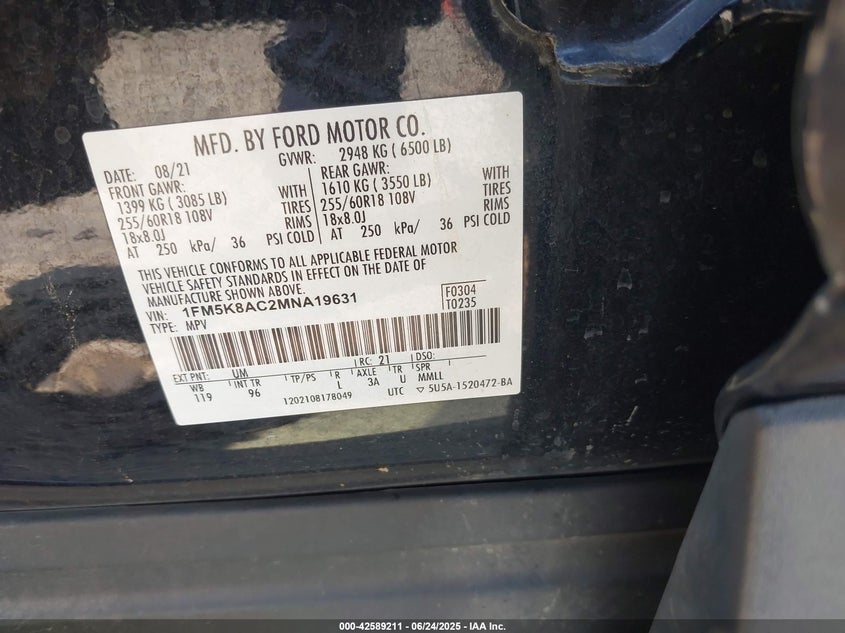 MFD. BY FORD MOTOR CO.
DATE: 08/21 GVWR: 2948 KG ( 6500 LB)
FRONT GAWR: REAR GAWR:
1399 KG ( 3085 LB) WITH 1610 KG ( 3550 LB) WITH
255/60R18 108V TIRES 255/60R18 108V TIRES
18x8.0J RIMS 18x8.0J RIMS
AT 250 kPa/ 36 PSI COLD AT 250 kPa/ 36 PSI COLD
THIS VEHICLE CONFORMS TO ALL APPLICABLE FEDERAL MOTOR
VEHICLE SAFETY STANDARDS IN EFFECT ON THE DATE OF
MANUFACTURE SHOWN ABOVE.
VIN: 1FM5K8AC2MNA19631 F0304
TYPE: MPV T0235
EXT PNT: UM RC: 21 DSO:
WB INT TR TP/PS R AXLE TR SPR
119 96 L 3A U MMLL
1202108178049 UTC ▽ 5U5A-1520472-BA
000-42589211 - 06/24/2025 - IAA Inc.